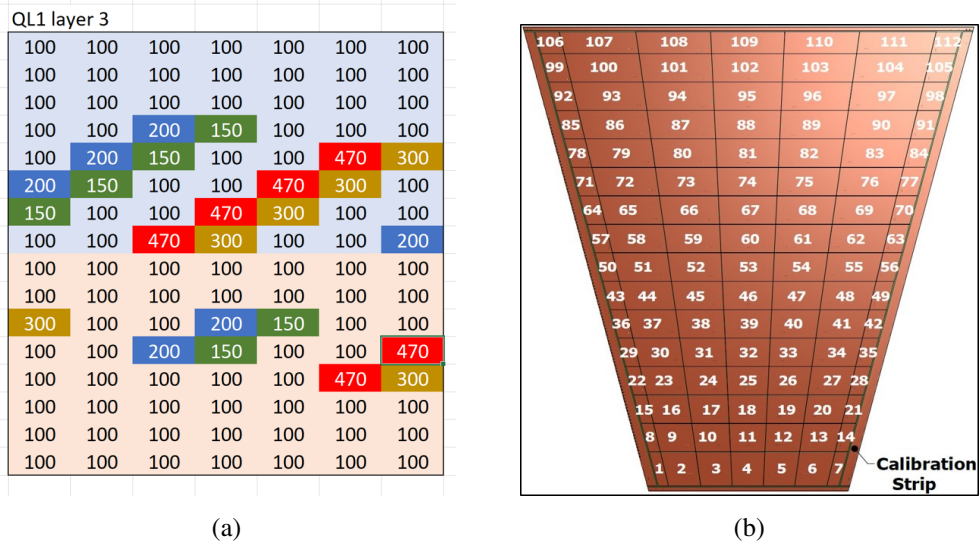 QL1 layer 3
100 100 100 100 100 100 100
100 100 100 100 100 100 100
100 100 100 100 100 100 100
100 100 200 150 100 100 100
100 200 150 100 100 470 300
200 150 100 100 470 300 100
150 100 100 470 300 100 100
100 100 470 300 100 100 200
100 100 100 100 100 100 100
100 100 100 100 100 100 100
300 100 100 200 150 100 100
100 100 200 150 100 100 470
100 100 100 100 100 470 300
100 100 100 100 100 100 100
100 100 100 100 100 100 100
100 100 100 100 100 100 100
(a)
106 107 108 109 110 111 112
99 100 101 102 103 104 105
92 93 94 95 96 97 98
85 86 87 88 89 90 91
78 79 80 81 82 83 84
71 72 73 74 75 76 77
64 65 66 67 68 69 70
57 58 59 60 61 62 63
50 51 52 53 54 55 56
43 44 45 46 47 48 49
36 37 38 39 40 41 42
29 30 31 32 33 34 35
22 23 24 25 26 27 28
15 16 17 18 19 20 21
8 9 10 11 12 13 14
1 2 3 4 5 6 7
Calibration
Strip
(b)